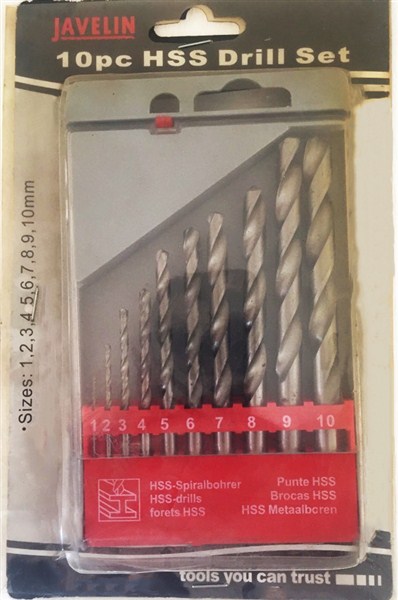 JAVELIN
10pc HSS Drill Set
• Sizes: 1,2,3,4 5,6,7,8,9,10mm
1 2 3 4 5 6 7 8 9 10
HSS-Spiralbohrer
HSS-drills
forets HSS
Punte HSS
Brocas HSS
HSS Metaalboren
tools you can trust